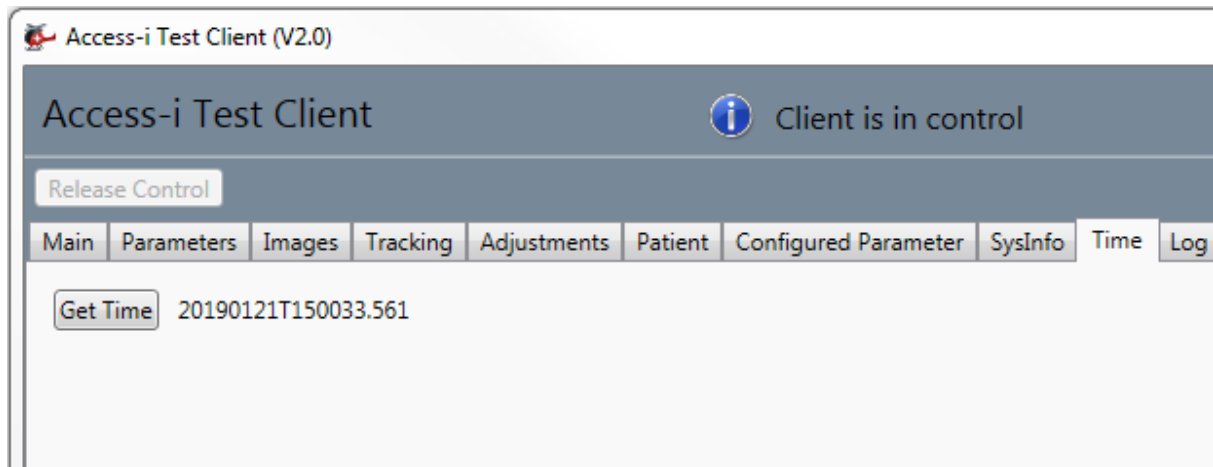 Access-i Test Client (V2.0)
Access-i Test Client
Client is in control
Release Control
Main Parameters Images Tracking Adjustments Patient Configured Parameter SysInfo Time Log
Get Time 20190121T150033.561